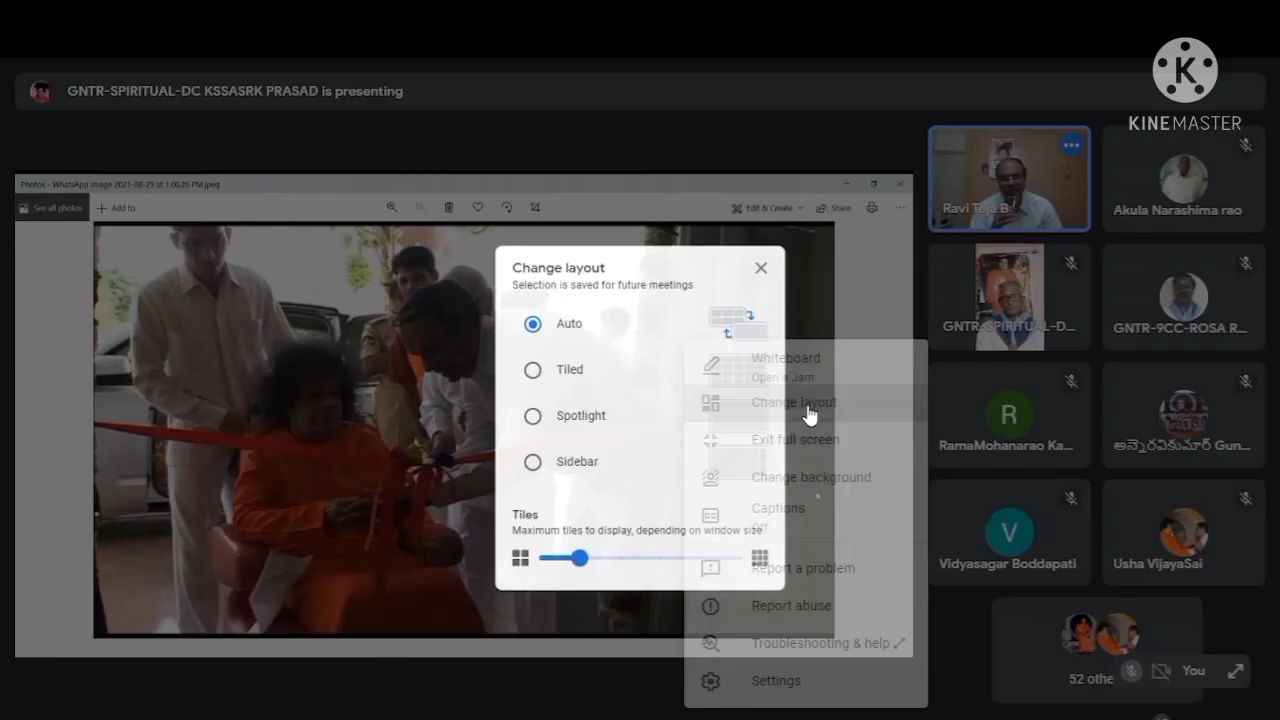 KINEMASTER
GNTR-SPIRITUAL-DC KSSASRK PRASAD is presenting
Photos - WhatsApp Image 2021-08-29 at 1.00.26 PM.jpeg
See all photos
Add to
Edit & Create
Share
Change layout
Selection is saved for future meetings
Auto
Tiled
Spotlight
Sidebar
Tiles
Maximum tiles to display, depending on window size.
Whiteboard
Open a Jam
Change layout
Exit full screen
Change background
Captions
Off
Report a problem
Report abuse
Troubleshooting & help
Settings
Ravi Teja B
Akula Narashima rao
GNTR-SPIRITUAL-D...
GNTR-9CC-ROSA R...
RamaMohanarao Ka...
అన్నెరవికుమార్ Gun...
Vidyasagar Boddapati
Usha VijayaSai
52 othe
You